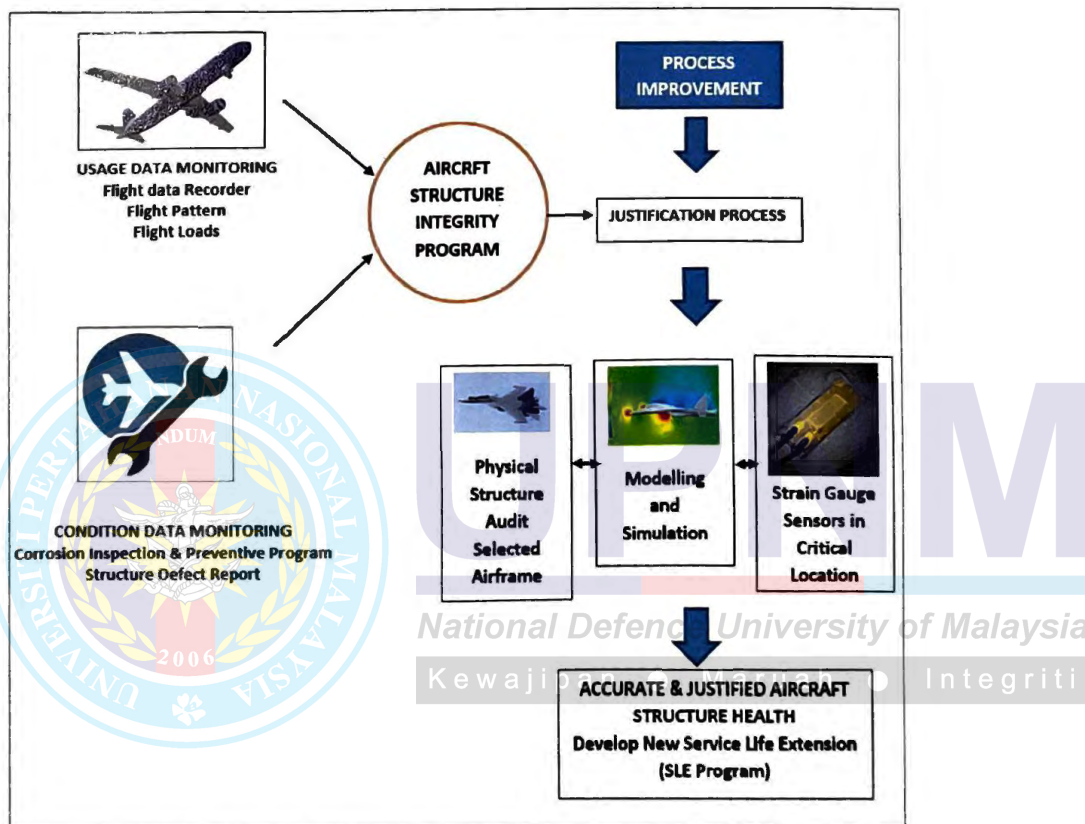 USAGE DATA MONITORING
Flight data Recorder
Flight Pattern
Flight Loads
CONDITION DATA MONITORING
Corrosion Inspection & Preventive Program
Structure Defect Report
AIRCRFT
STRUCTURE
INTEGRITY
PROGRAM
PROCESS
IMPROVEMENT
JUSTIFICATION PROCESS
Physical
Structure
Audit
Selected
Airframe
Modelling
and
Simulation
Strain Gauge
Sensors in
Critical
Location
ACCURATE & JUSTIFIED AIRCRAFT
STRUCTURE HEALTH
Develop New Service Life Extension
(SLE Program)
UPNM
National Defence University of Malaysia
Kewajipan Maruah Integriti
NASIONAL MALAYSIA
2006